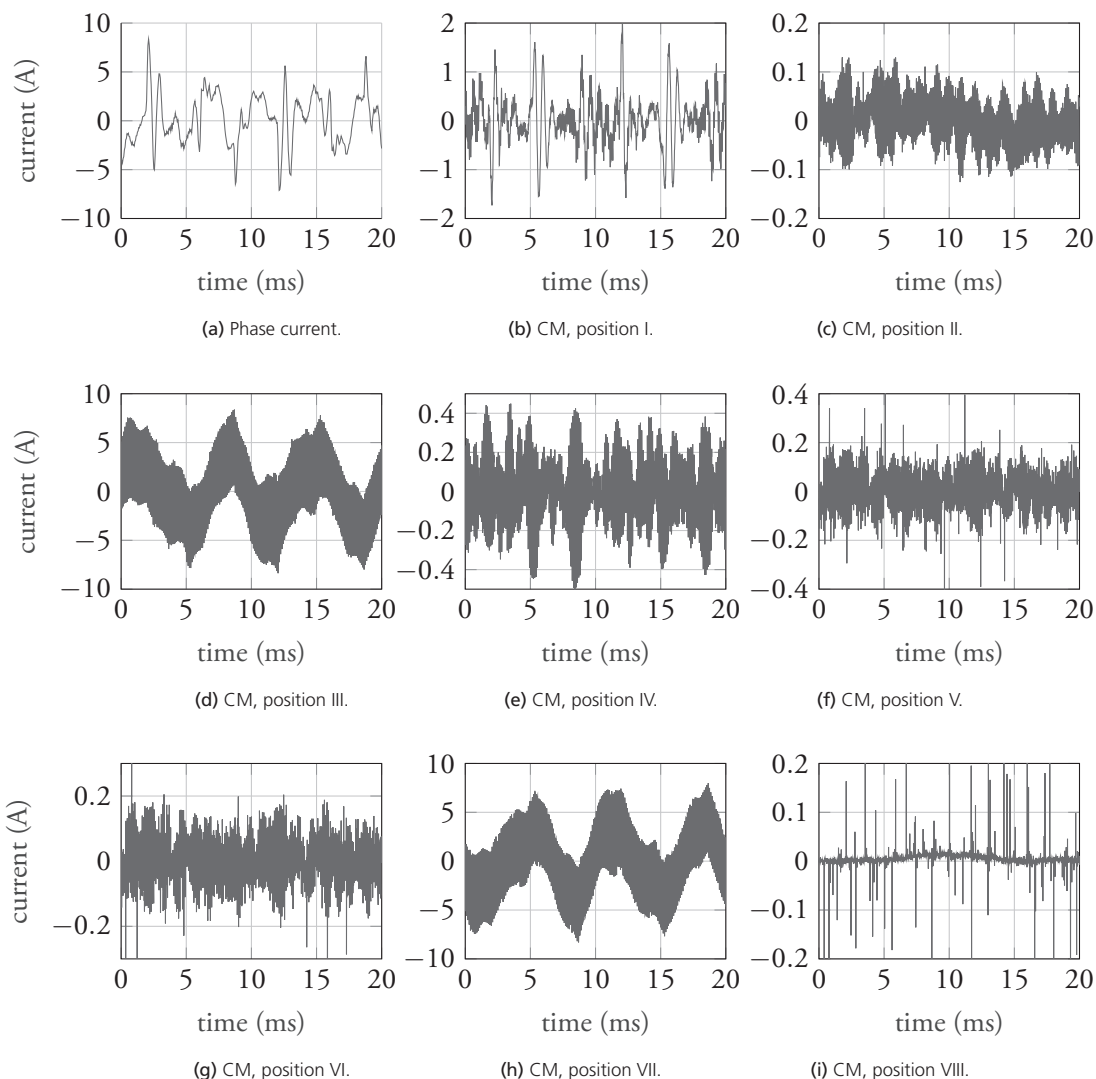 10
5
0
−5
−10
current (A)
0 5 10 15 20
time (ms)
(a) Phase current.
2
1
0
−1
−2
0 5 10 15 20
time (ms)
(b) CM, position I.
0.2
0.1
0
−0.1
−0.2
0 5 10 15 20
time (ms)
(c) CM, position II.
10
5
0
−5
−10
current (A)
0 5 10 15 20
time (ms)
(d) CM, position III.
0.4
0.2
0
−0.2
−0.4
0 5 10 15 20
time (ms)
(e) CM, position IV.
0.4
0.2
0
−0.2
−0.4
0 5 10 15 20
time (ms)
(f) CM, position V.
0.2
0
−0.2
current (A)
0 5 10 15 20
time (ms)
(g) CM, position VI.
10
5
0
−5
−10
0 5 10 15 20
time (ms)
(h) CM, position VII.
0.2
0.1
0
−0.1
−0.2
0 5 10 15 20
time (ms)
(i) CM, position VIII.